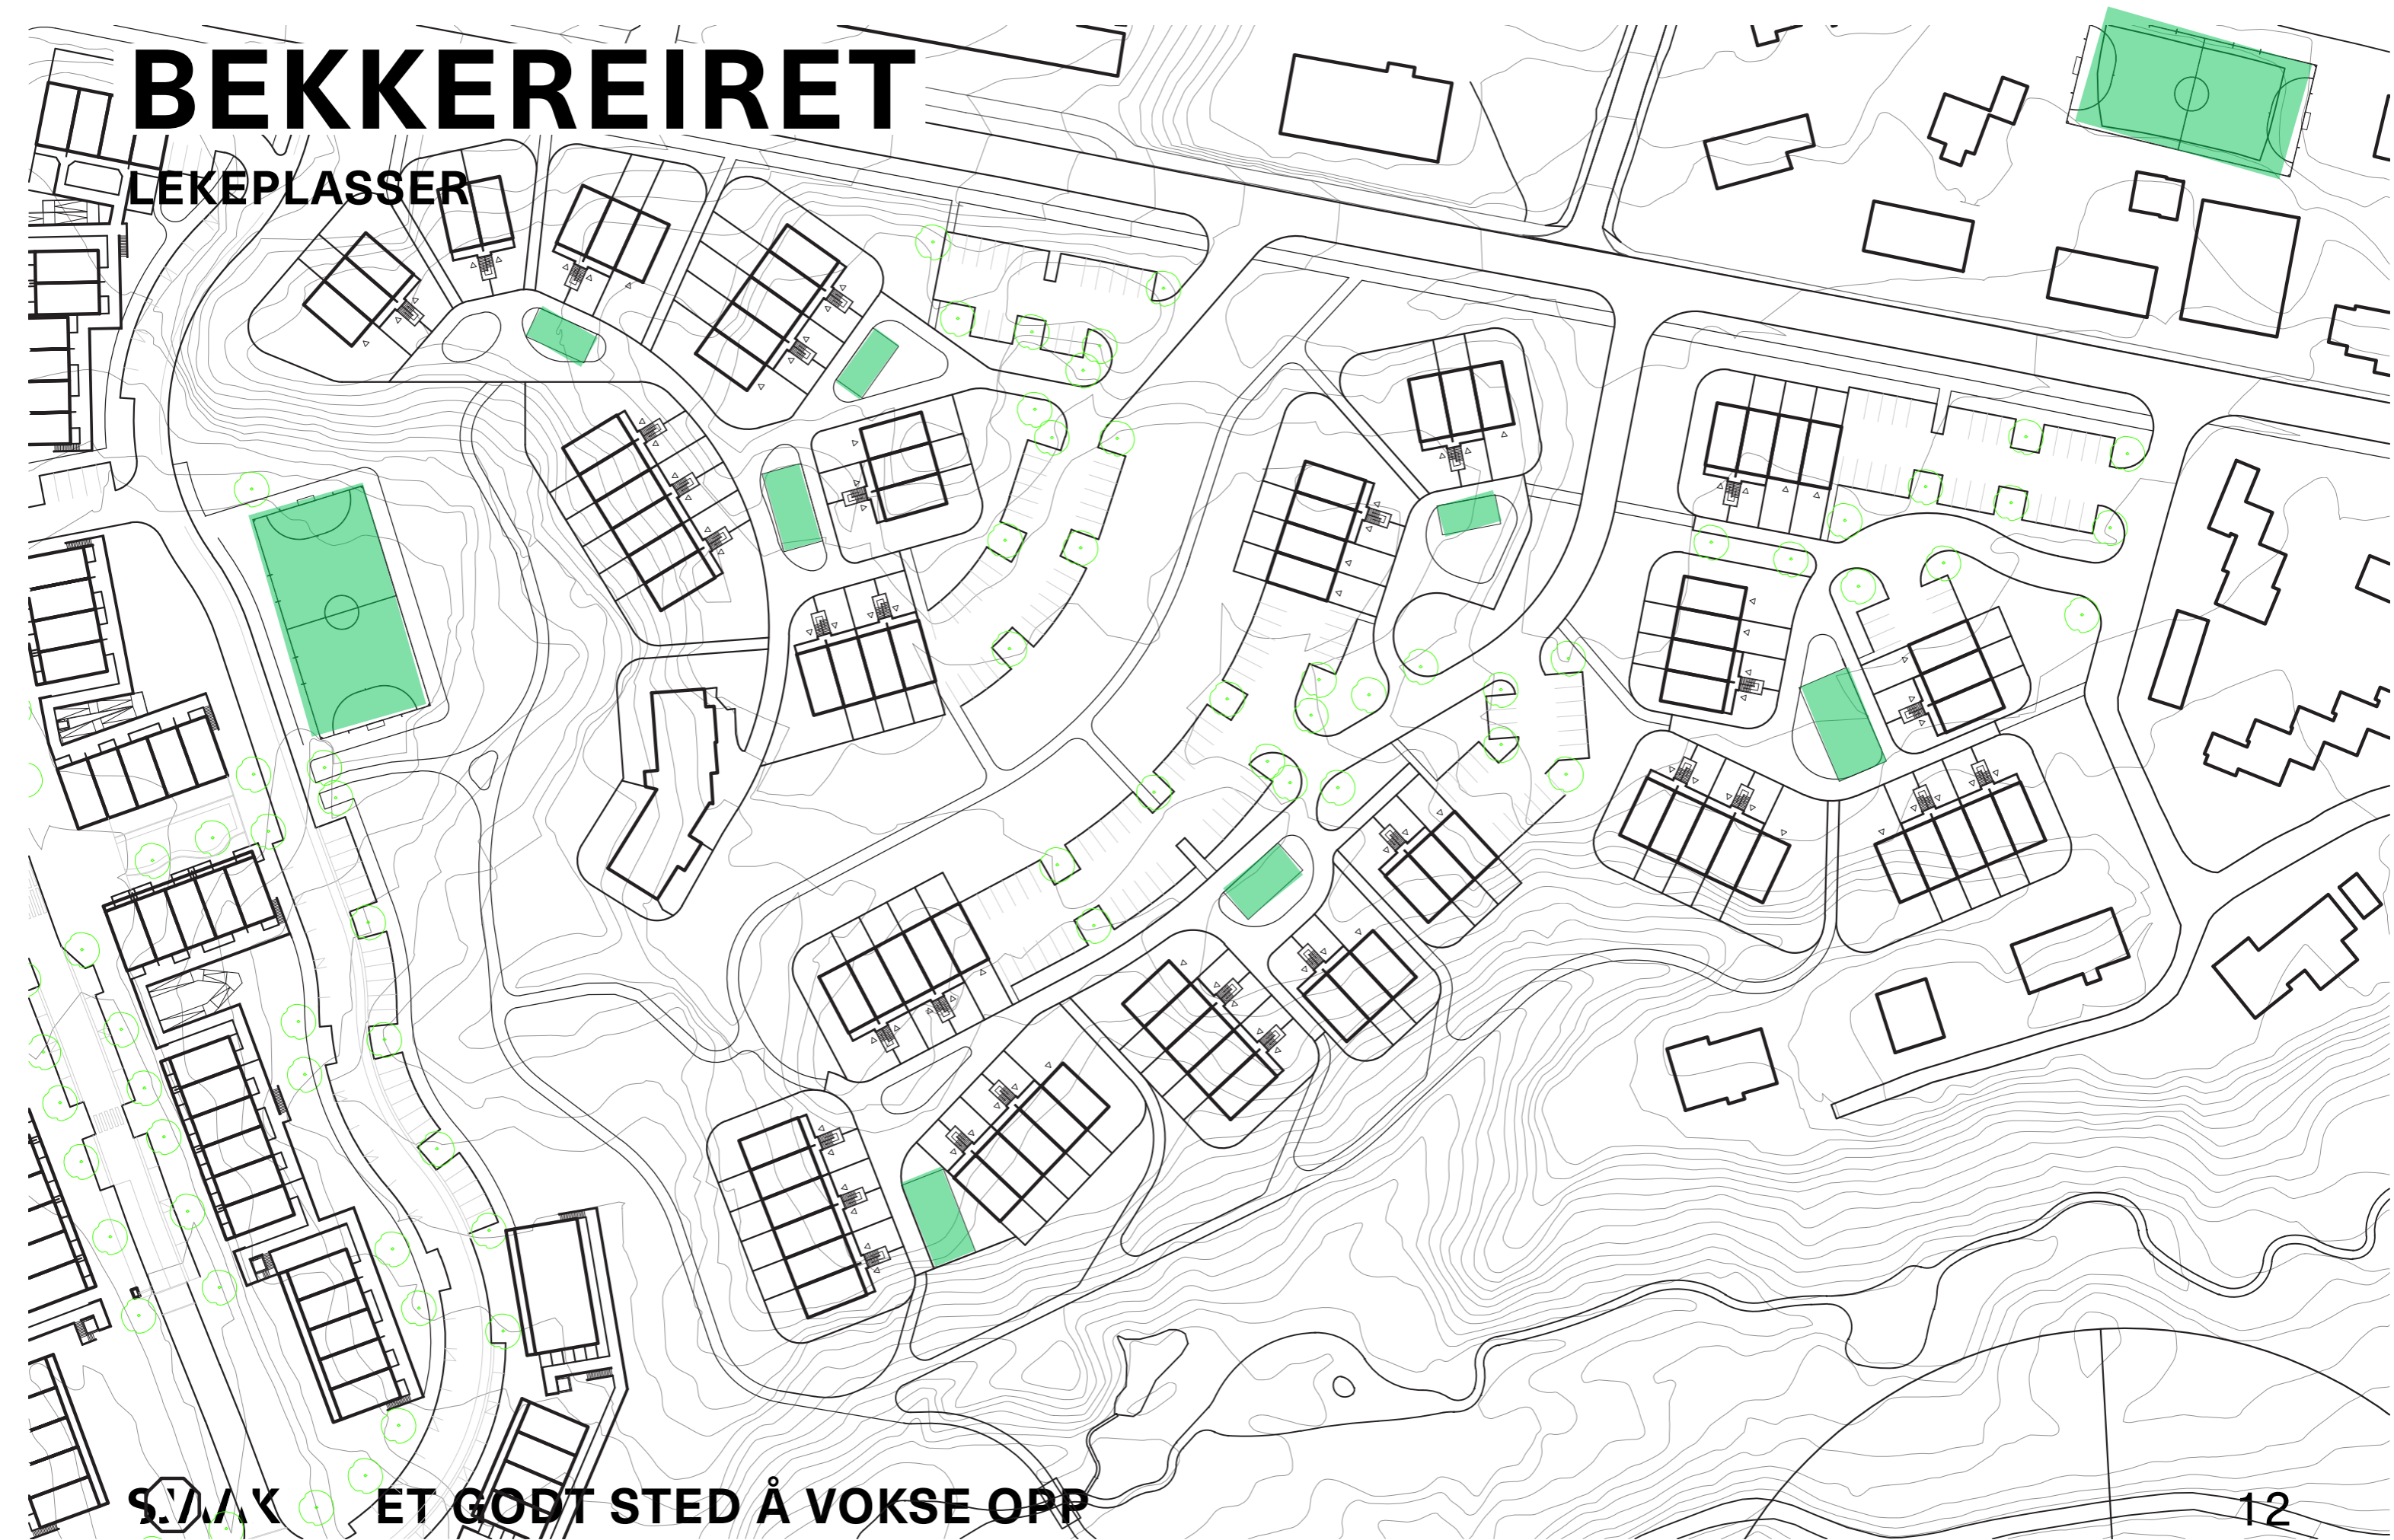 BEKKEREIRET
LEKEPLASSER
ET GODT STED Å VOKSE OPP
12